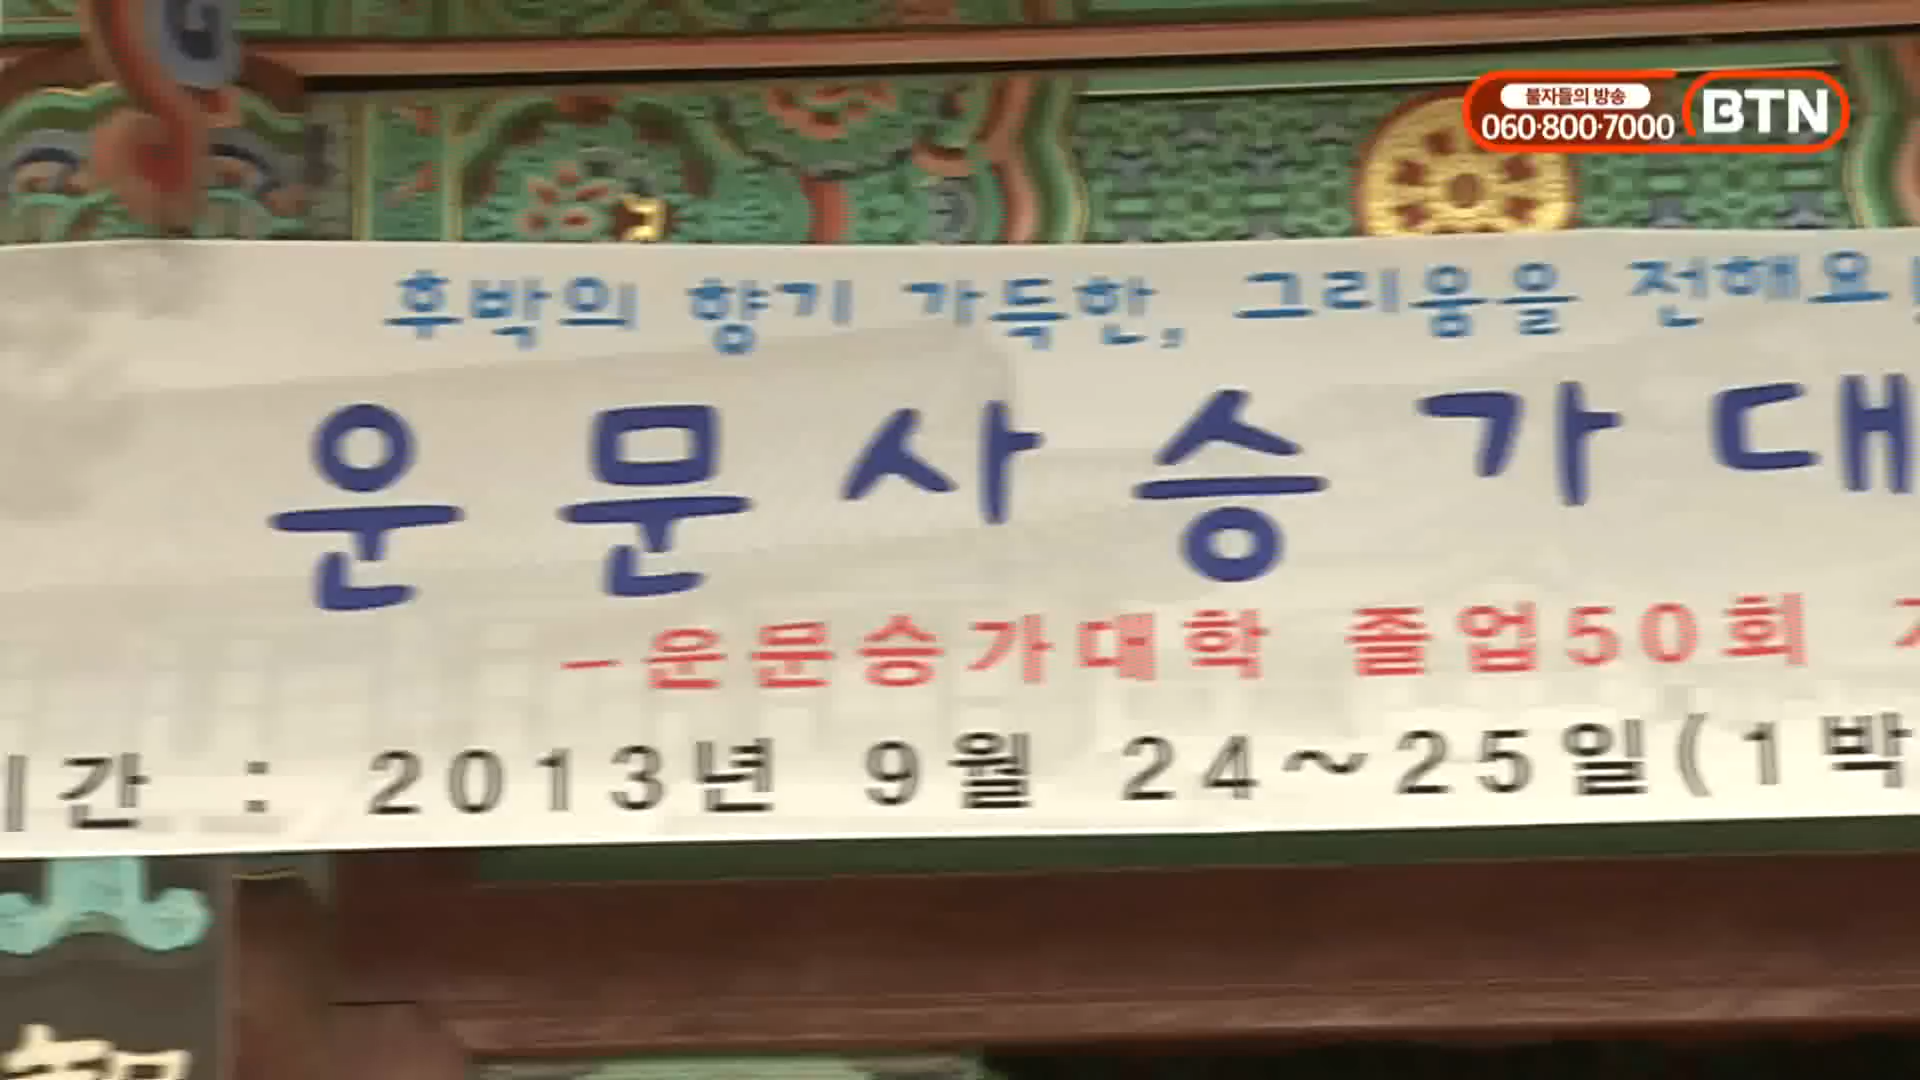 불자들의 방송
060·800·7000 BTN
후박의 향기 가득한, 그리움을 전해요!
운문사승가대
-운문승가대학 졸업50회
간 : 2013년 9월 24~25일(1박